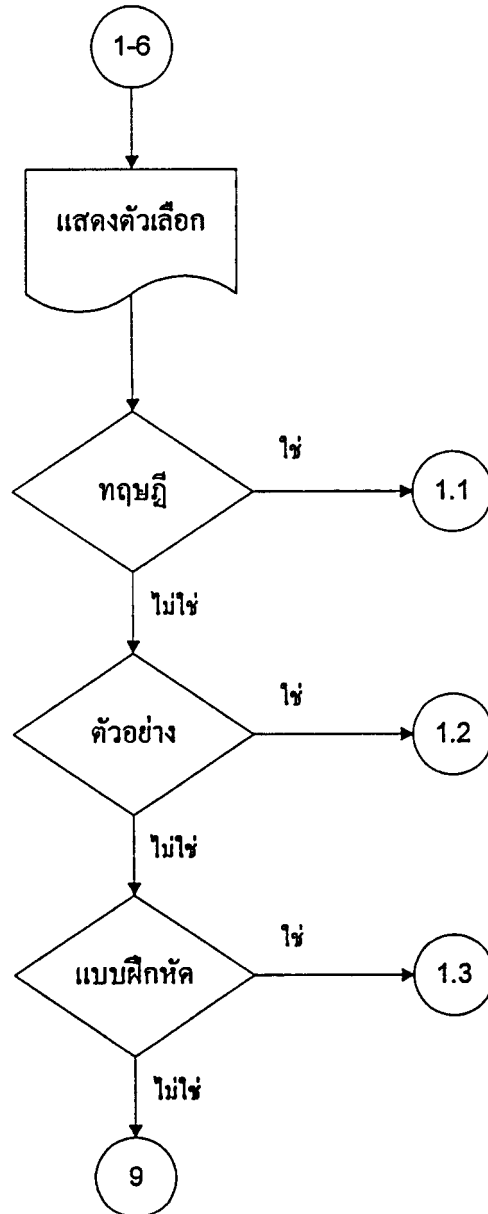 1-6
แสดงตัวเลือก
ใช่
ทฤษฎี
1.1
ไม่ใช่
ใช่
ตัวอย่าง
1.2
ไม่ใช่
ใช่
แบบฝึกหัด
1.3
ไม่ใช่
9